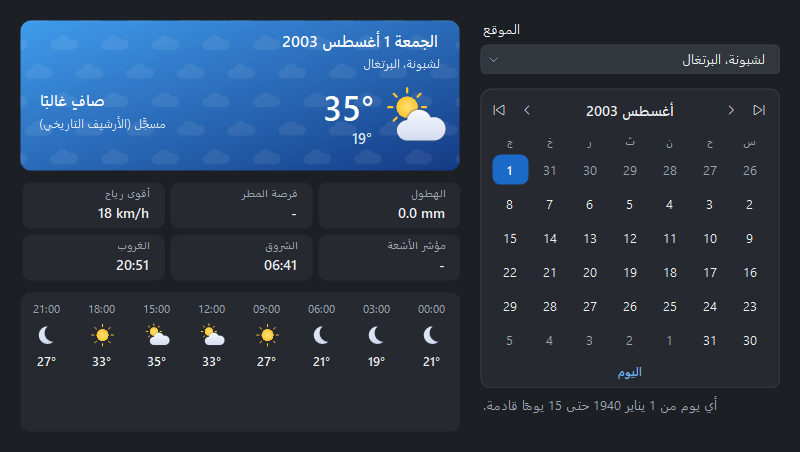 الموقع
لشبونة، البرتغال
أغسطس 2003
س ح ن ث ر خ ج
26 27 28 29 30 31 1
2 3 4 5 6 7 8
9 10 11 12 13 14 15
16 17 18 19 20 21 22
23 24 25 26 27 28 29
30 31 1 2 3 4 5
اليوم
أي يوم من 1 يناير 1940 حتى 15 يومًا قادمة.
الجمعة 1 أغسطس 2003
لشبونة، البرتغال
35°
19°
صافٍ غالبًا
مسجَّل (الأرشيف التاريخي)
الهطول
0.0 mm
فرصة المطر
-
أقوى رياح
18 km/h
مؤشر الأشعة
-
الشروق
06:41
الغروب
20:51
00:00 03:00 06:00 09:00 12:00 15:00 18:00 21:00
21° 19° 21° 27° 33° 35° 33° 27°